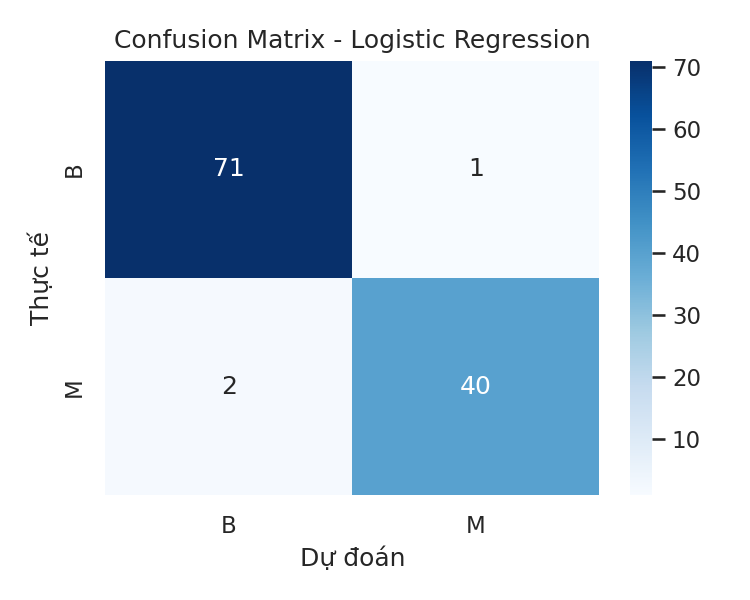 Confusion Matrix - Logistic Regression
70
60
50
40
30
20
10
B
71
1
M
2
40
Thực tế
B
M
Dự đoán